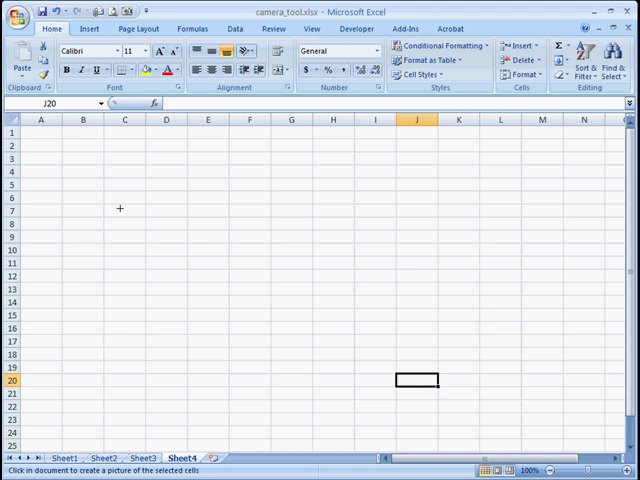 camera_tool.xlsx - Microsoft Excel
Home Insert Page Layout Formulas Data Review View Developer Add-Ins Acrobat
Paste
Calibri 11 A A
B I U
General
$ % ,
Conditional Formatting
Format as Table
Cell Styles
Insert
Delete
Format
Σ
Sort & Filter
Find & Select
Clipboard Font Alignment Number Styles Cells Editing
J20 fx
A B C D E F G H I J K L M N
1
2
3
4
5
6
7
8
9
10
11
12
13
14
15
16
17
18
19
20
21
22
23
24
25
Sheet1 Sheet2 Sheet3 Sheet4
Click in document to create a picture of the selected cells 100%